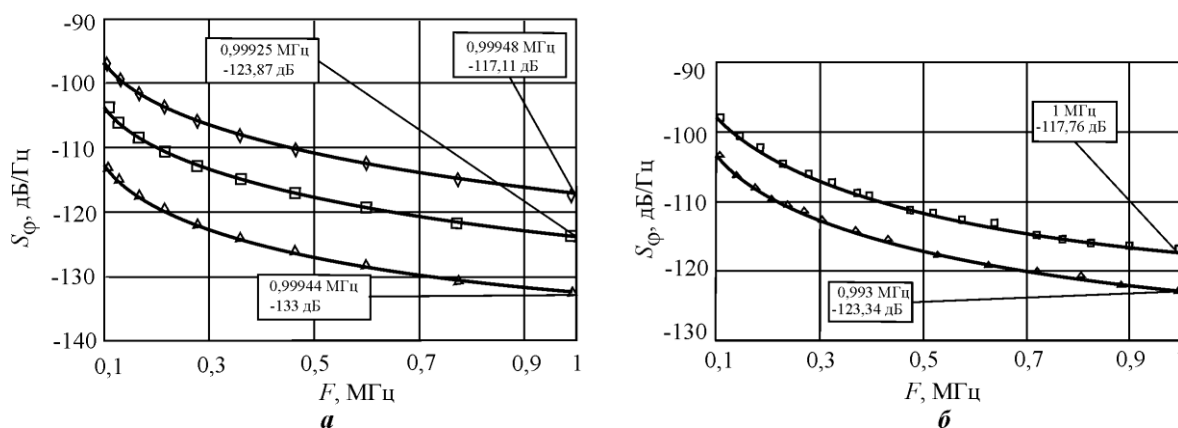 -90
-100
-110
-120
-130
-140
Sφ, дБ/Гц
0,99925 МГц
-123,87 дБ
0,99948 МГц
-117,11 дБ
0,99944 МГц
-133 дБ
0,1
0,3
0,5
0,7
0,9
1
F, МГц
а
-90
-100
-110
-120
-130
Sφ, дБ/Гц
1 МГц
-117,76 дБ
0,993 МГц
-123,34 дБ
0,1
0,3
0,5
0,7
0,9
1
F, МГц
б